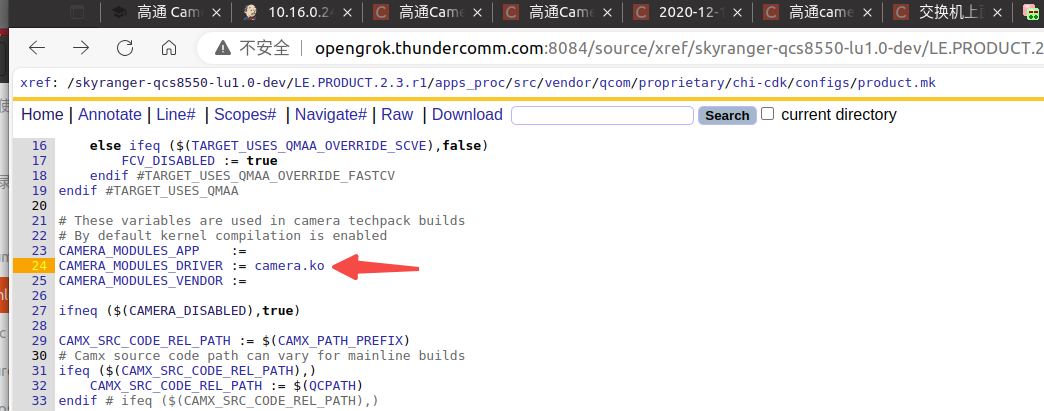 高通 Cam
10.16.0.24
高通Came
高通Came
2020-12-1
高通came
交换机上面
不安全 opengrok.thundercomm.com:8084/source/xref/skyranger-qcs8550-lu1.0-dev/LE.PRODUCT.2
xref: /skyranger-qcs8550-lu1.0-dev/LE.PRODUCT.2.3.r1/apps_proc/src/vendor/qcom/proprietary/chi-cdk/configs/product.mk
Home | Annotate | Line# | Scopes# | Navigate# | Raw | Download Search current directory
16 else ifeq ($(TARGET_USES_QMAA_OVERRIDE_SCVE),false)
17 FCV_DISABLED := true
18 endif #TARGET_USES_QMAA_OVERRIDE_FASTCV
19 endif #TARGET_USES_QMAA
20
21 # These variables are used in camera techpack builds
22 # By default kernel compilation is enabled
23 CAMERA_MODULES_APP :=
24 CAMERA_MODULES_DRIVER := camera.ko
25 CAMERA_MODULES_VENDOR :=
26
27 ifneq ($(CAMERA_DISABLED),true)
28
29 CAMX_SRC_CODE_REL_PATH := $(CAMX_PATH_PREFIX)
30 # Camx source code path can vary for mainline builds
31 ifeq ($(CAMX_SRC_CODE_REL_PATH),)
32 CAMX_SRC_CODE_REL_PATH := $(QCPATH)
33 endif # ifeq ($(CAMX_SRC_CODE_REL_PATH),)